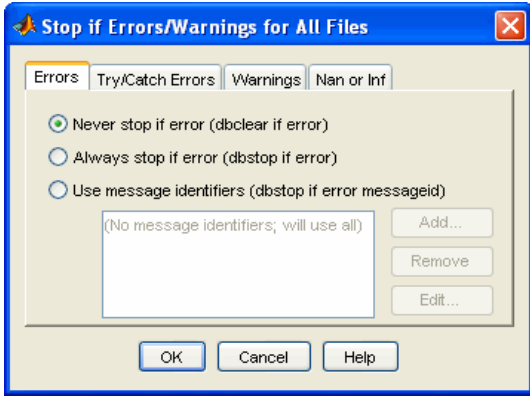 Stop if Errors/Warnings for All Files
Errors Try/Catch Errors Warnings Nan or Inf
Never stop if error (dbclear if error)
Always stop if error (dbstop if error)
Use message identifiers (dbstop if error messageid)
(No message identifiers; will use all) Add...
Remove
Edit...
OK Cancel Help